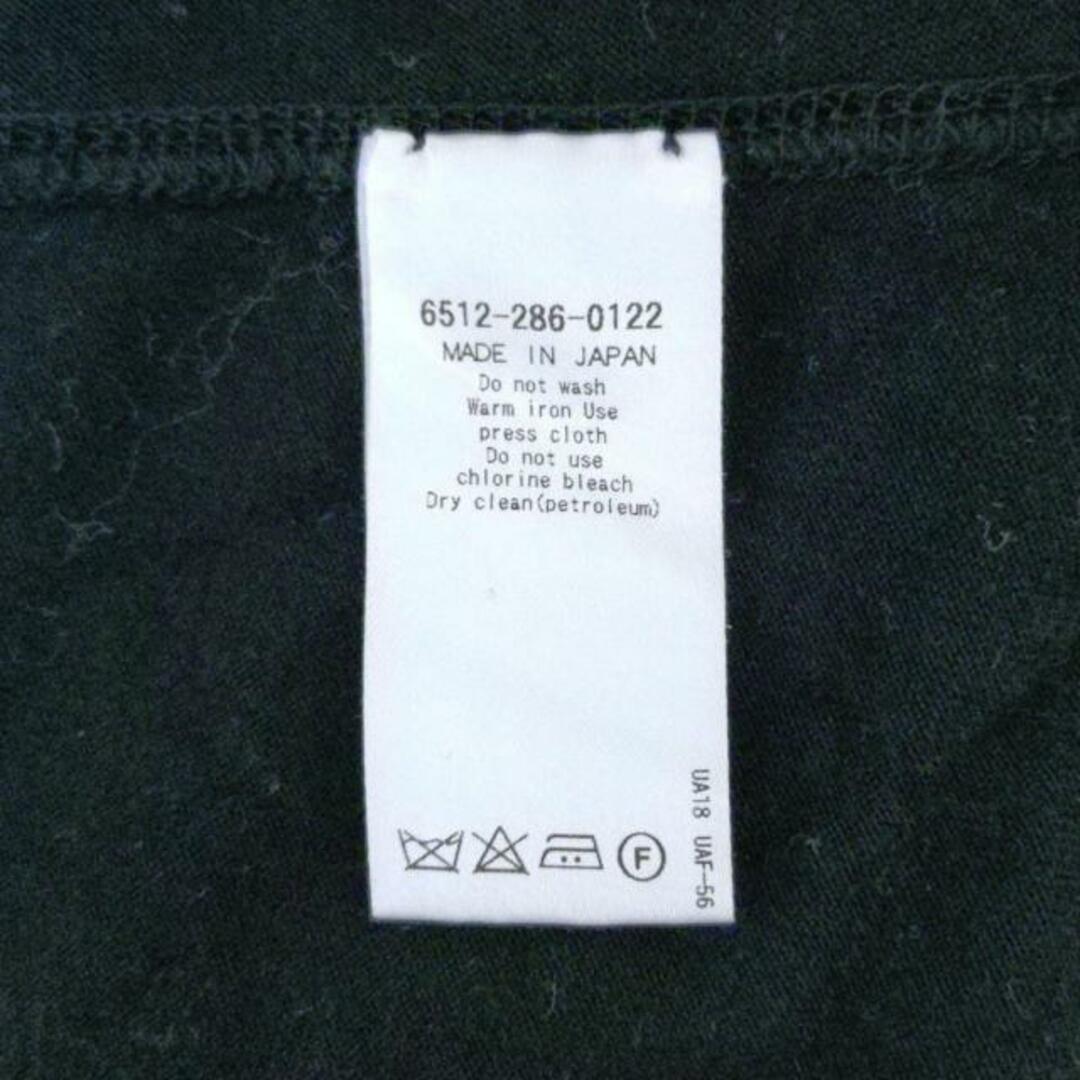 6512-286-0122
MADE IN JAPAN
Do not wash
Warm iron Use
press cloth
Do not use
chlorine bleach
Dry clean(petroleum)
F
UA18 UAF-56